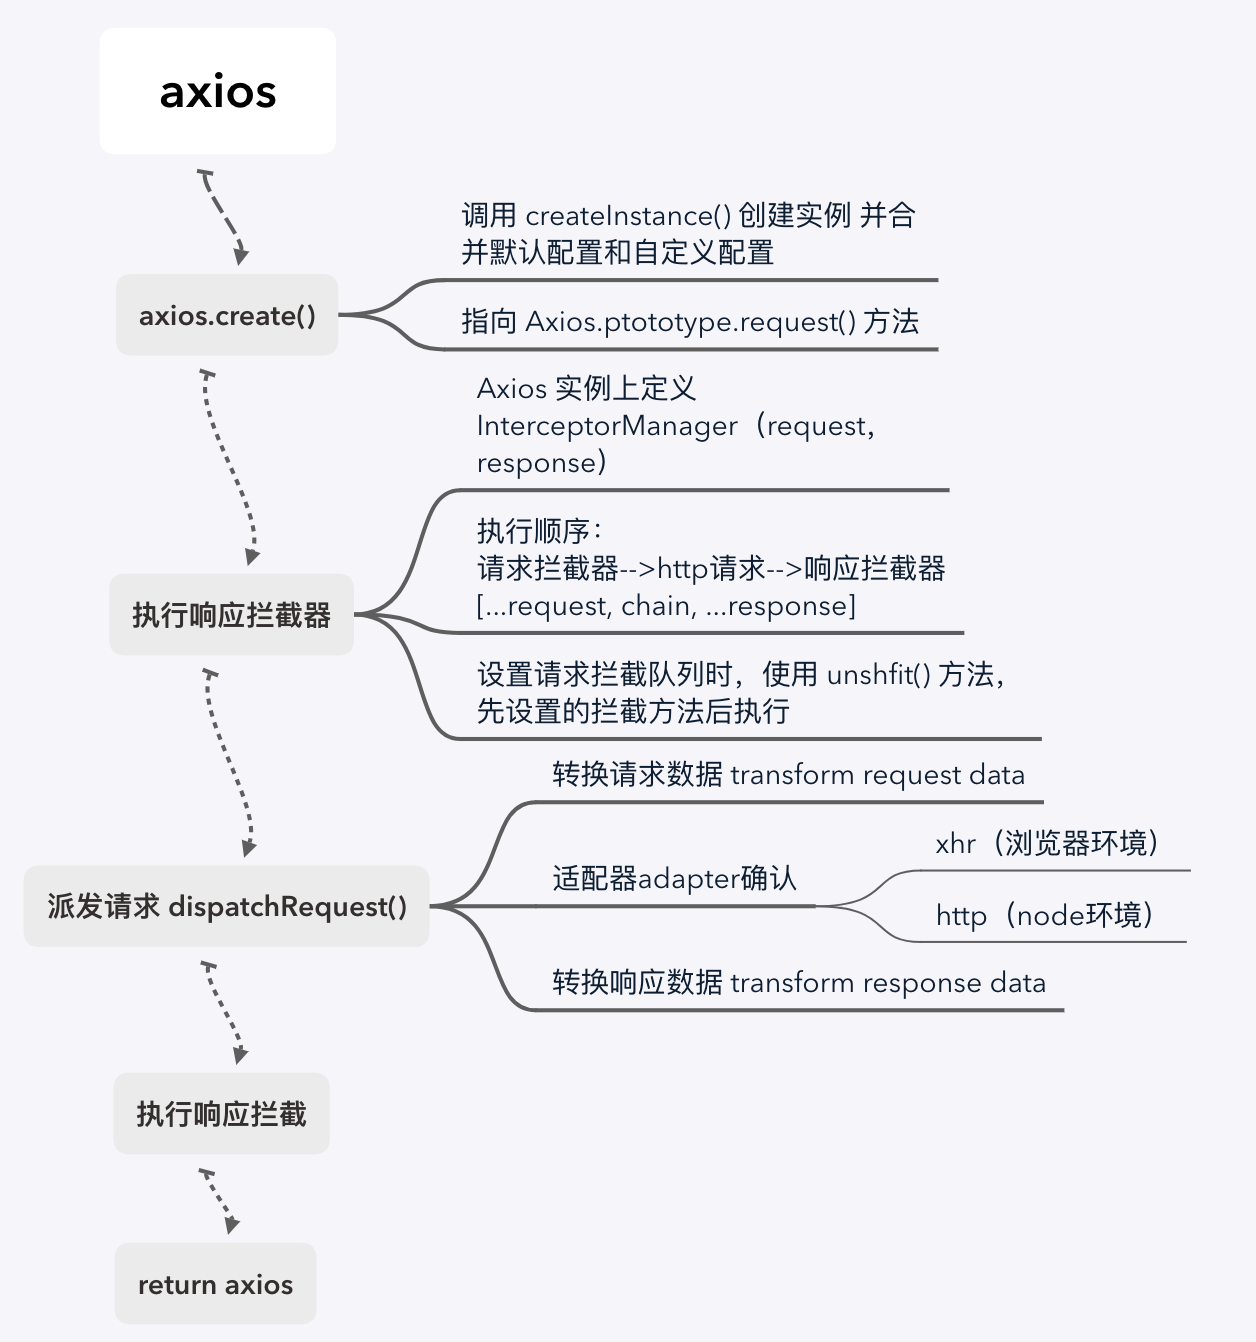 axios
调用 createInstance() 创建实例 并合
并默认配置和自定义配置
axios.create()
指向 Axios.ptototype.request() 方法
Axios 实例上定义
InterceptorManager（request，
response）
执行顺序：
请求拦截器-->http请求-->响应拦截器
[...request, chain, ...response]
执行响应拦截器
设置请求拦截队列时，使用 unshfit() 方法，
先设置的拦截方法后执行
转换请求数据 transform request data
xhr（浏览器环境）
适配器adapter确认
派发请求 dispatchRequest()
http（node环境）
转换响应数据 transform response data
执行响应拦截
return axios